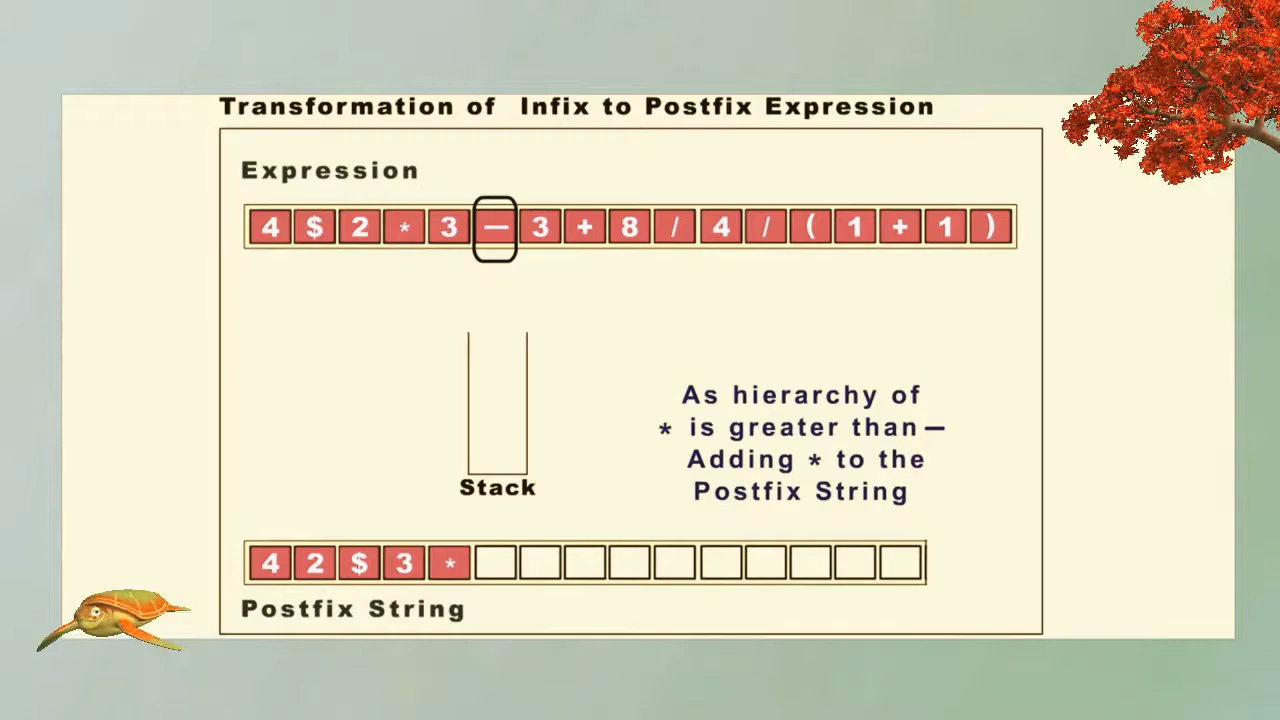 Transformation of Infix to Postfix Expression
Expression
4 $ 2 * 3 — 3 + 8 / 4 / ( 1 + 1 )
As hierarchy of
* is greater than —
Adding * to the
Postfix String
Stack
4 2 $ 3 *
Postfix String